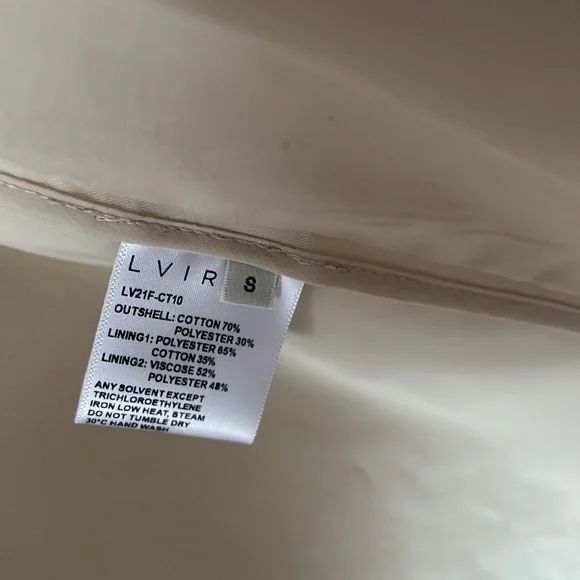 LVIR S
LV21F-CT10
OUTSHELL: COTTON 70%
POLYESTER 30%
LINING1: POLYESTER 65%
COTTON 35%
LINING2: VISCOSE 52%
POLYESTER 48%
ANY SOLVENT EXCEPT
TRICHLOROETHYLENE
IRON LOW HEAT, STEAM
DO NOT TUMBLE DRY
30°C HAND WASH